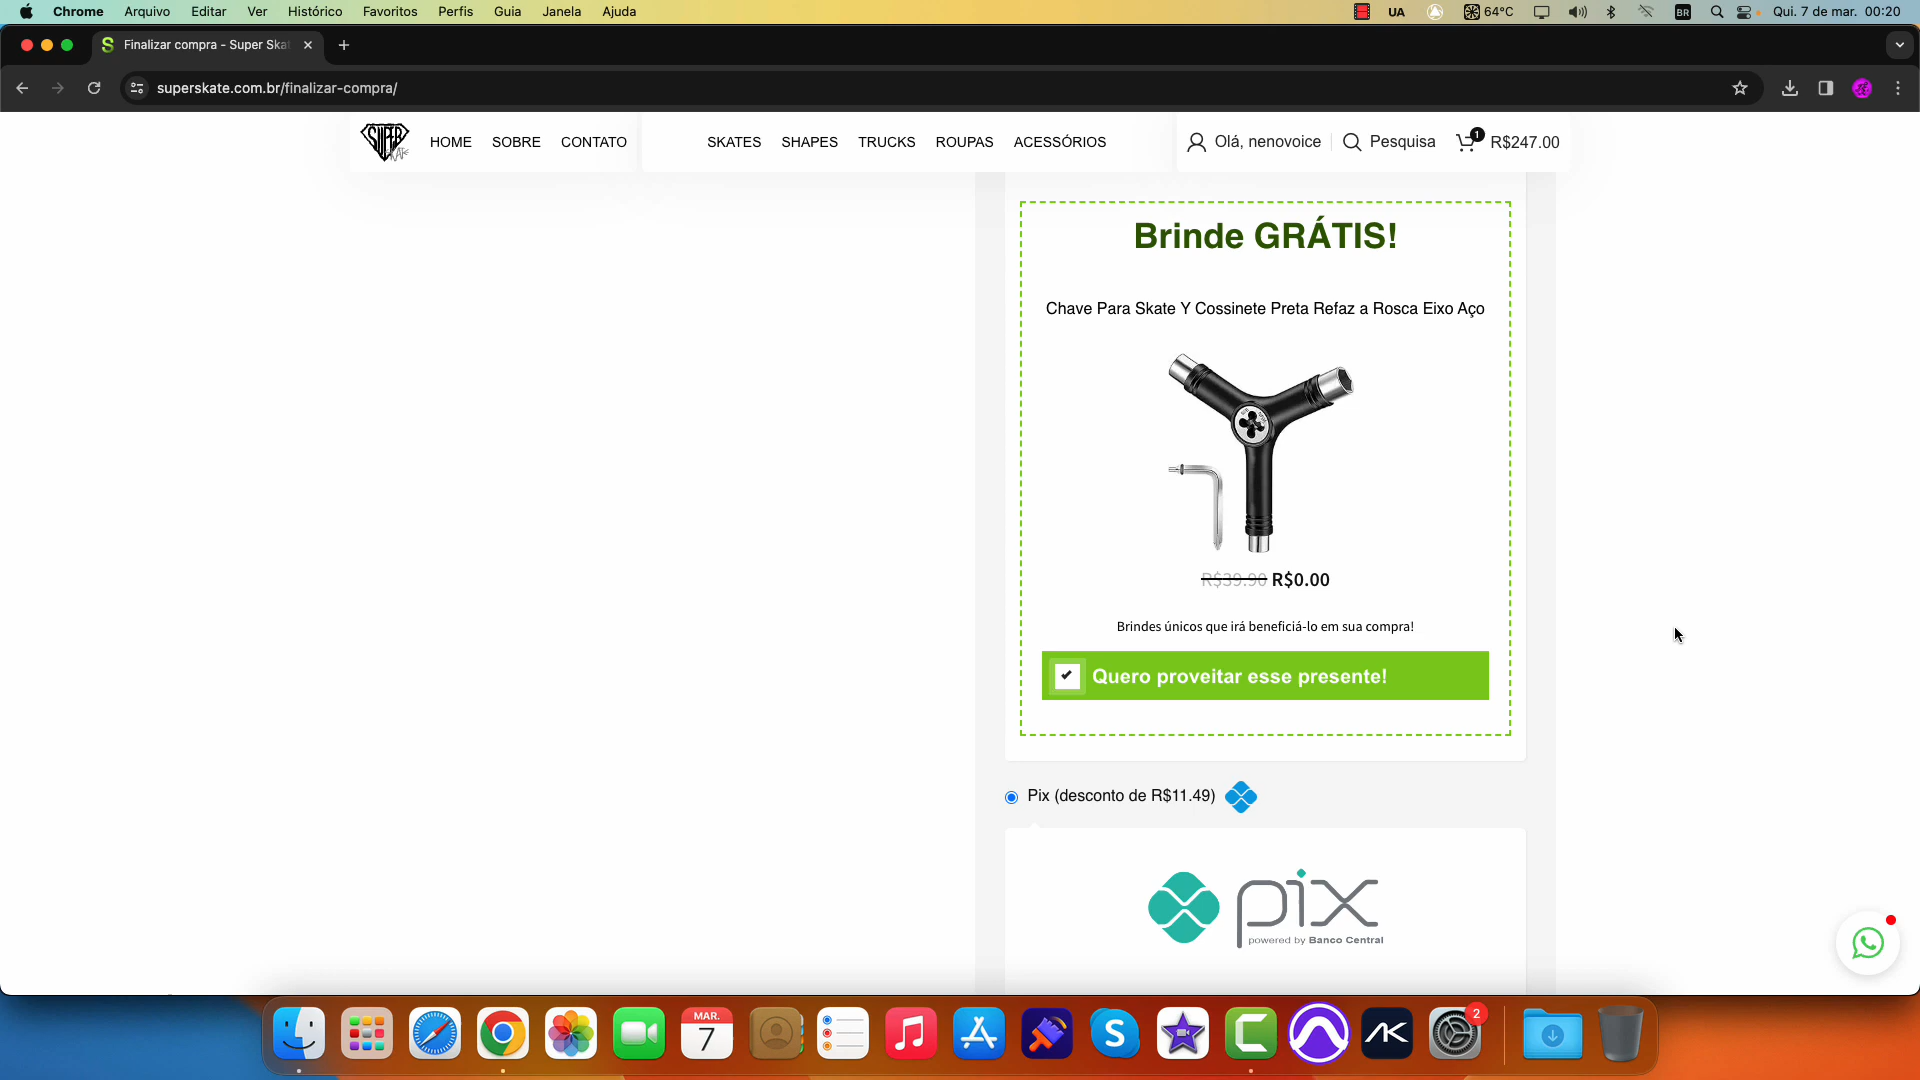 Chrome Arquivo Editar Ver Histórico Favoritos Perfis Guia Janela Ajuda
UA 64°C BR Qui. 7 de mar. 00:20
Finalizar compra - Super Skat
superskate.com.br/finalizar-compra/
SUPER SKATE HOME SOBRE CONTATO SKATES SHAPES TRUCKS ROUPAS ACESSÓRIOS Olá, nenovoice Pesquisa 1 R$247.00
Brinde GRÁTIS!
Chave Para Skate Y Cossinete Preta Refaz a Rosca Eixo Aço
R$39.90 R$0.00
Brindes únicos que irá beneficiá-lo em sua compra!
Quero proveitar esse presente!
Pix (desconto de R$11.49)
pix
powered by Banco Central
MAR.
7
2